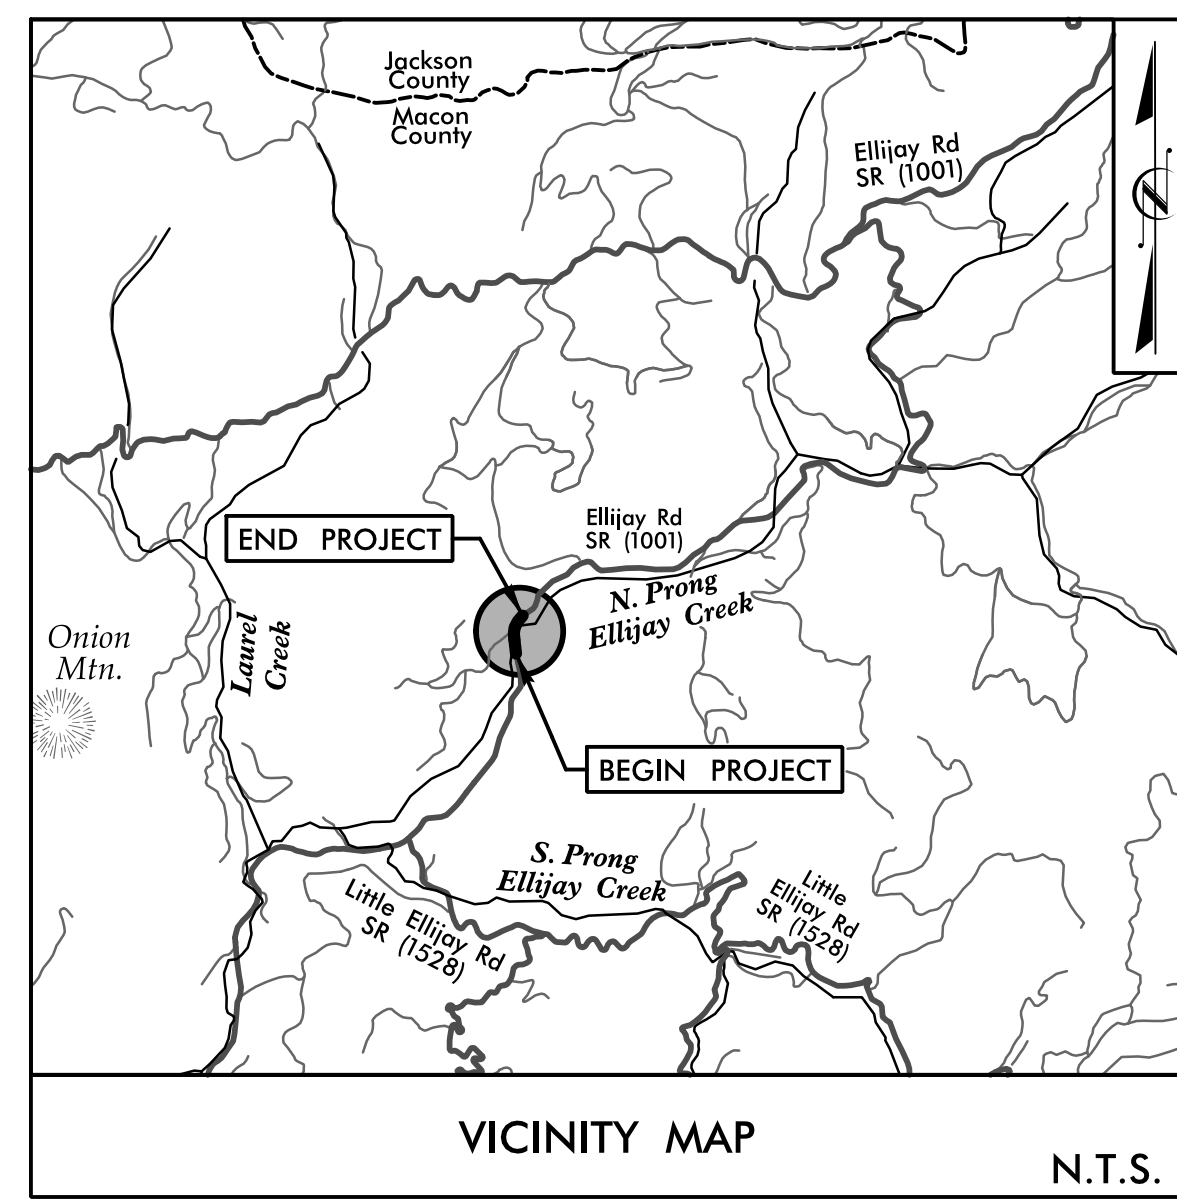 Jackson
County
Macon
County
Ellijay Rd
SR (1001)
N
END PROJECT
Ellijay Rd
SR (1001)
N. Prong
Ellijay Creek
Onion
Mtn.
Laurel
Creek
BEGIN PROJECT
S. Prong
Ellijay Creek
Little Ellijay Rd
SR (1528)
Little
Ellijay Rd
SR (1528)
VICINITY MAP
N.T.S.